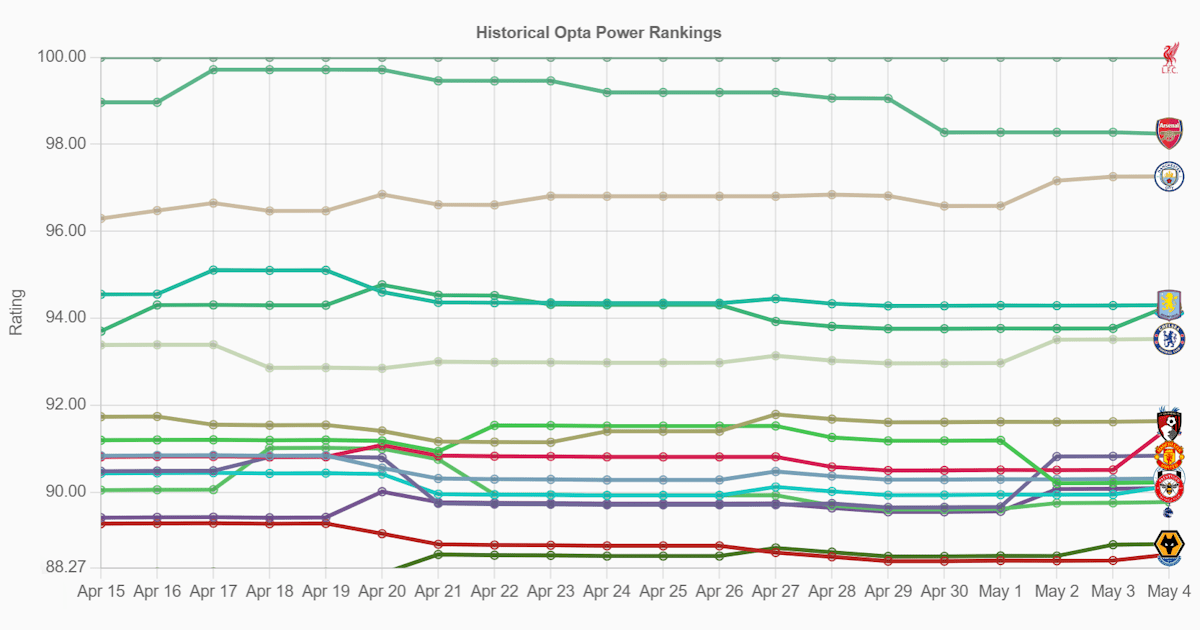 Historical Opta Power Rankings
100.00
98.00
96.00
94.00
92.00
90.00
88.27
Rating
Apr 15 Apr 16 Apr 17 Apr 18 Apr 19 Apr 20 Apr 21 Apr 22 Apr 23 Apr 24 Apr 25 Apr 26 Apr 27 Apr 28 Apr 29 Apr 30 May 1 May 2 May 3 May 4
L.F.C.
Arsenal